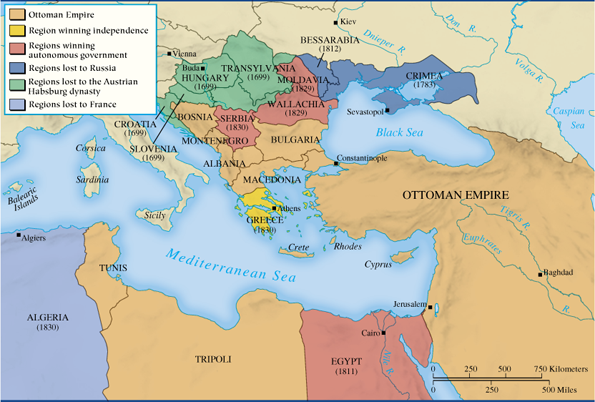 Ottoman Empire
Region winning independence
Regions winning
autonomous government
Regions lost to Russia
Regions lost to the Austrian
Habsburg dynasty
Regions lost to France
Kiev
Dnieper R.
Don. R.
Volga R.
BESSARABIA
(1812)
Vienna
Buda
HUNGARY
(1699)
TRANSYLVANIA
(1699)
MOLDAVIA
(1829)
CRIMEA
(1783)
Sevastopol
Caspian
Sea
WALLACHIA
(1829)
CROATIA
(1699)
BOSNIA
SERBIA
(1830)
Black Sea
SLOVENIA
(1699)
MONTENEGRO
BULGARIA
Corsica
Constantinople
ALBANIA
Sardinia
MACEDONIA
Balearic
Islands
OTTOMAN EMPIRE
Athens
Sicily
GREECE
(1830)
Tigris R.
Euphrates
Algiers
Crete
Rhodes
Cyprus
Mediterranean Sea
TUNIS
Baghdad
Jerusalem
ALGERIA
(1830)
Cairo
TRIPOLI
EGYPT
(1811)
Nile R.
0 250 500 750 Kilometers
0 250 500 Miles